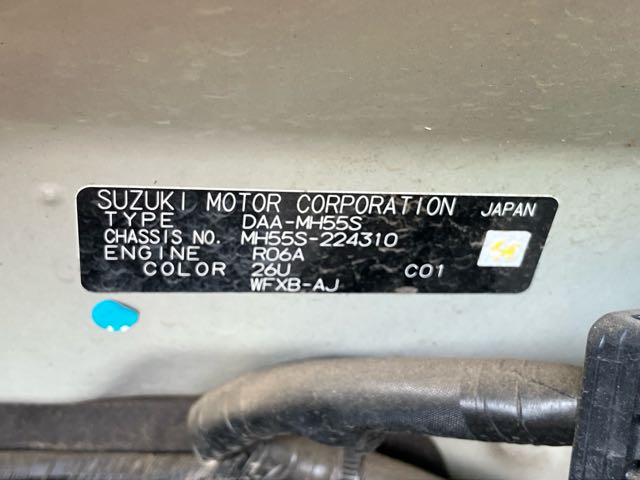 SUZUKI MOTOR CORPORATION JAPAN
TYPE DAA-MH55S
CHASSIS NO. MH55S-224310
ENGINE R06A
COLOR 26U C01
WFXB-AJ